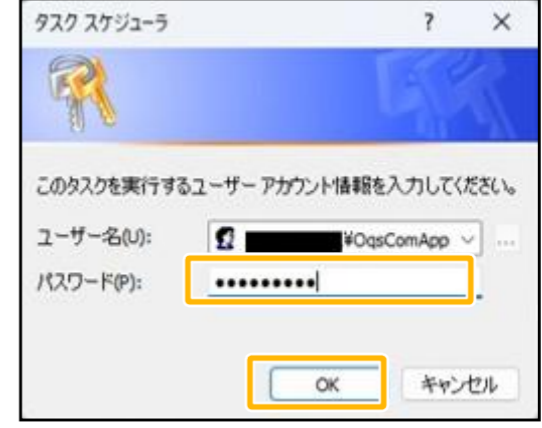 タスク スケジューラ ? ×
このタスクを実行するユーザー アカウント情報を入力してください。
ユーザー名(U): ¥OqsComApp ...
パスワード(P): •••••••••
OK キャンセル